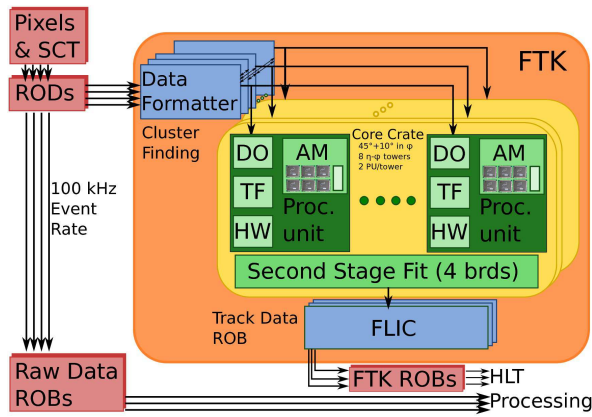 Pixels
& SCT
RODs
100 kHz
Event
Rate
Raw Data
ROBs
Data
Formatter
Cluster
Finding
FTK
Core Crate
45°+10° in φ
8 η-φ towers
2 PU/tower
DO
TF
HW
AM
Proc.
unit
DO
TF
HW
AM
Proc.
unit
Second Stage Fit (4 brds)
Track Data
ROB
FLIC
FTK ROBs
HLT
Processing